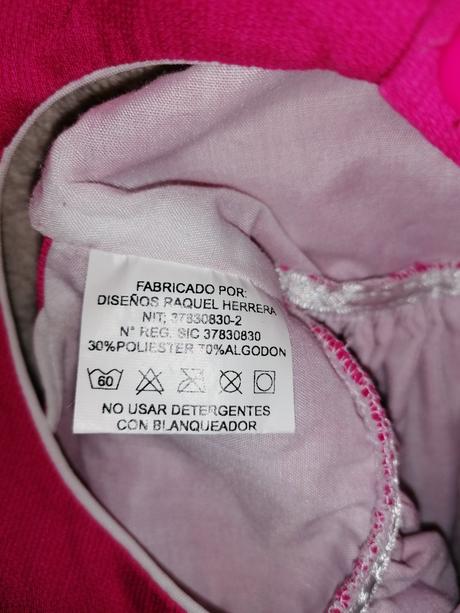 FABRICADO POR:
DISEÑOS RAQUEL HERRERA
NIT; 37830830-2
N° REG. SIC 37830830
30%POLIESTER 70%ALGODON
60
NO USAR DETERGENTES
CON BLANQUEADOR